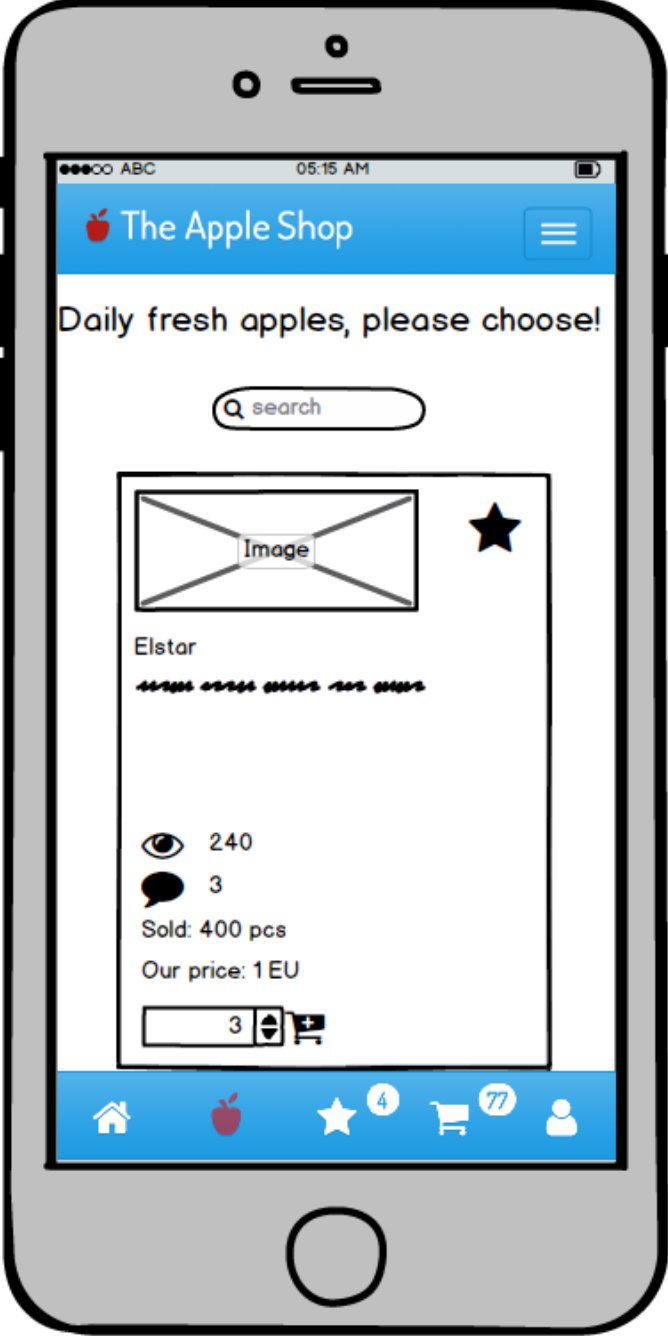 ABC 05:15 AM
The Apple Shop
Daily fresh apples, please choose!
search
Image
Elstar
240
3
Sold: 400 pcs
Our price: 1 EU
3
4 77